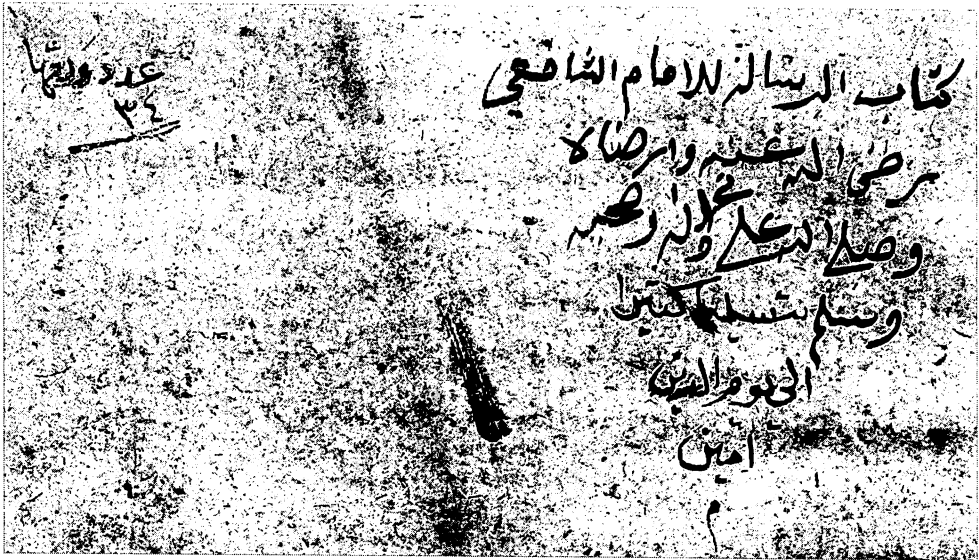 كتاب الرسالة للامام الشافعي
رضي الله عنه وارضاه
وصلى الله على محمد واله وصحبه
وسلم تسليما كثيرا
الى يوم الدين
امين
م
عدد ورقها
٣٤